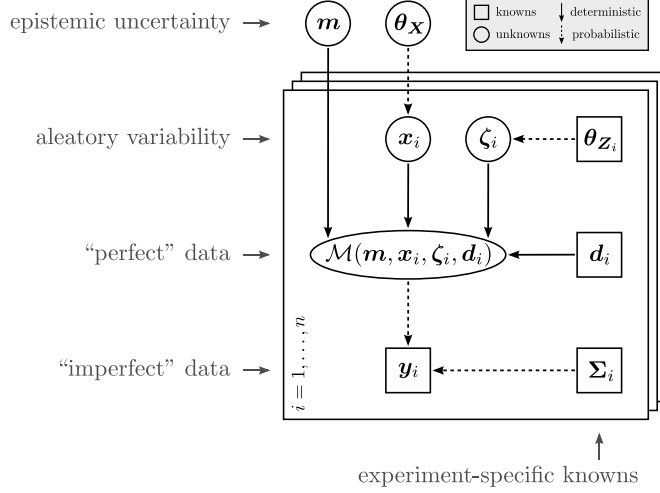 epistemic uncertainty
m
θ_X
knowns
deterministic
unknowns
probabilistic
aleatory variability
x_i
ζ_i
θ_{Z_i}
“perfect” data
ℳ(m, x_i, ζ_i, d_i)
d_i
i = 1, . . . , n
“imperfect” data
y_i
Σ_i
experiment-specific knowns